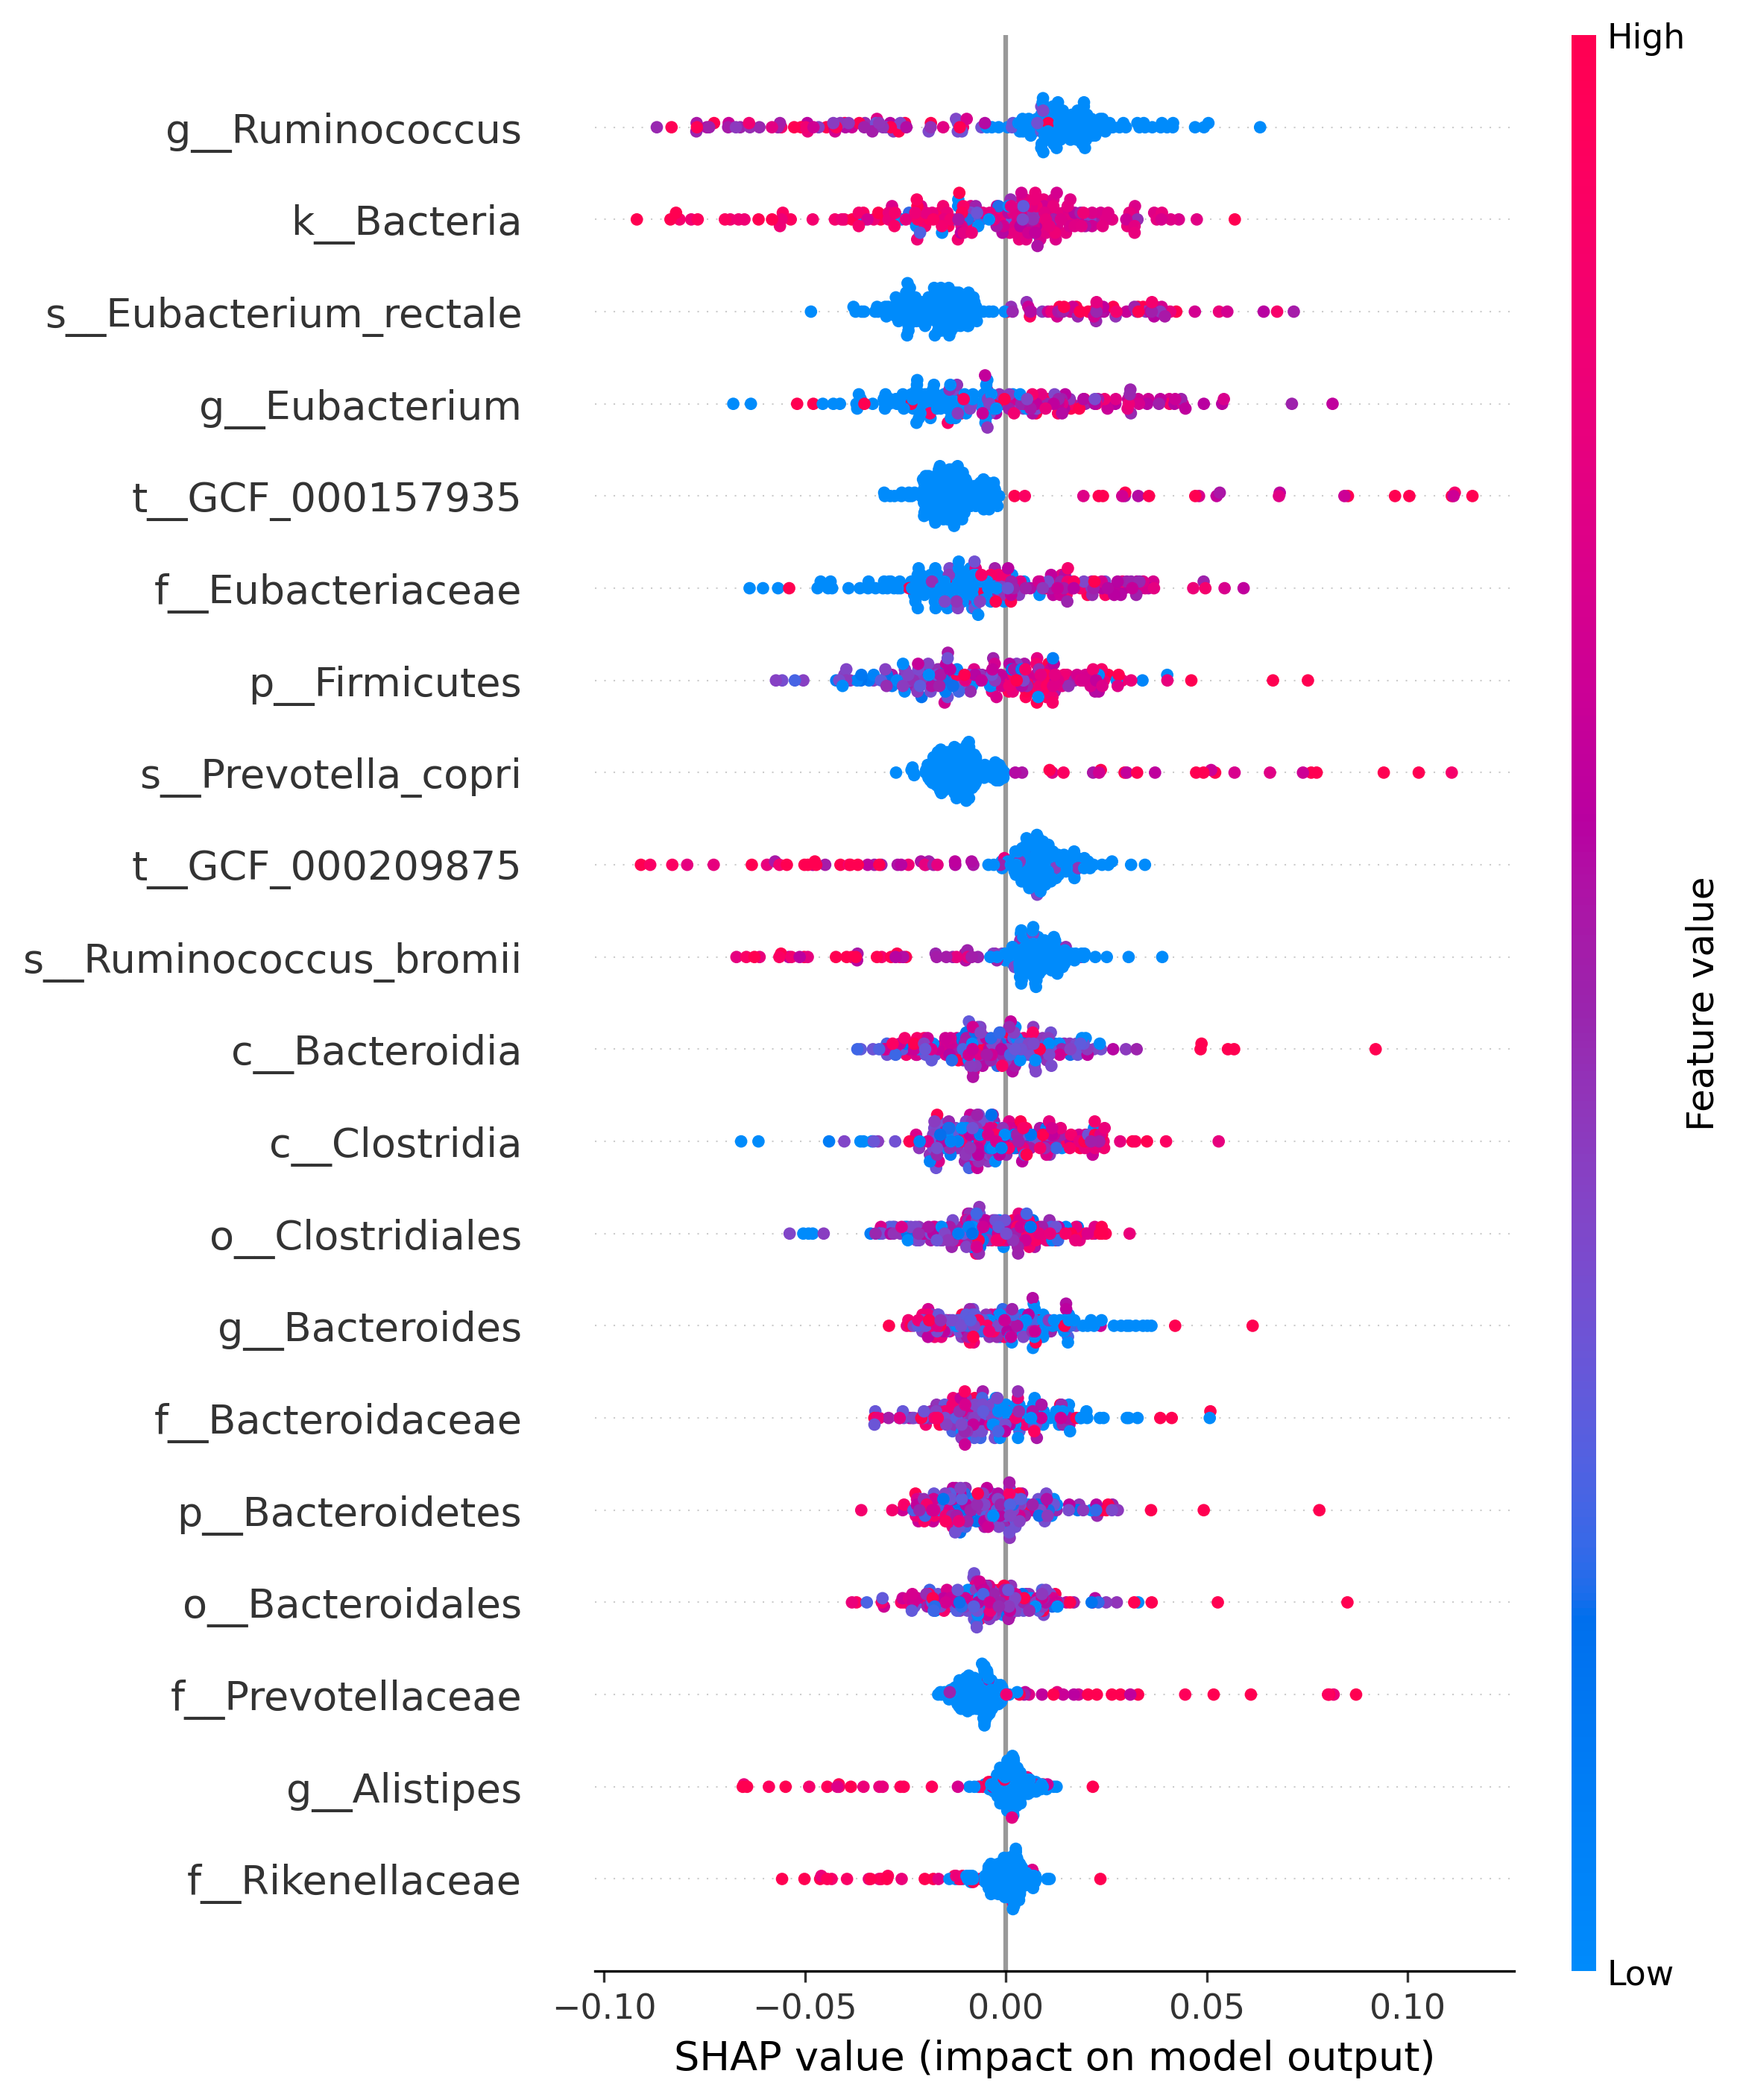 High
g__Ruminococcus
k__Bacteria
s__Eubacterium_rectale
g__Eubacterium
t__GCF_000157935
f__Eubacteriaceae
p__Firmicutes
s__Prevotella_copri
t__GCF_000209875
s__Ruminococcus_bromii
c__Bacteroidia
c__Clostridia
o__Clostridiales
g__Bacteroides
f__Bacteroidaceae
p__Bacteroidetes
o__Bacteroidales
f__Prevotellaceae
g__Alistipes
f__Rikenellaceae
Feature value
Low
−0.10 −0.05 0.00 0.05 0.10
SHAP value (impact on model output)